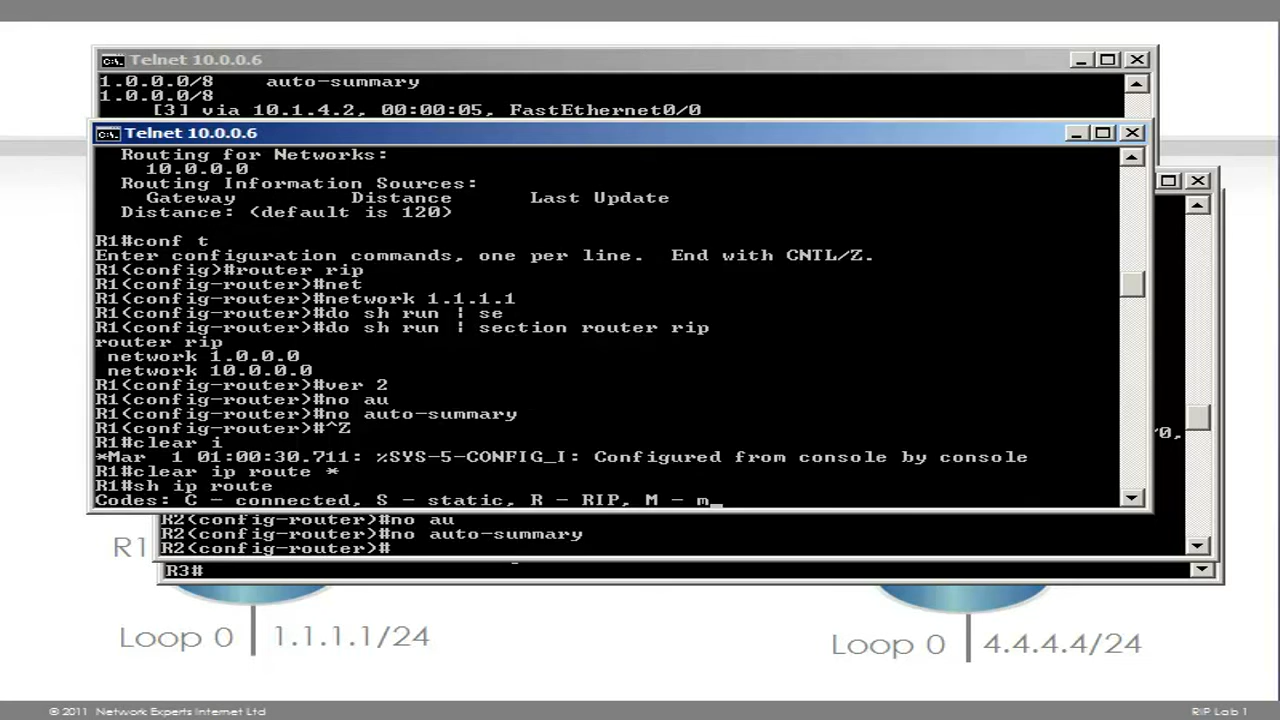 Telnet 10.0.0.6
1.0.0.0/8    auto-summary
1.0.0.0/8
[3] via 10.1.4.2, 00:00:05, FastEthernet0/0
Telnet 10.0.0.6
Routing for Networks:
10.0.0.0
Routing Information Sources:
Gateway         Distance      Last Update
Distance: (default is 120)
R1#conf t
Enter configuration commands, one per line.  End with CNTL/Z.
R1(config)#router rip
R1(config-router)#net
R1(config-router)#network 1.1.1.1
R1(config-router)#do sh run | se
R1(config-router)#do sh run | section router rip
router rip
network 1.0.0.0
network 10.0.0.0
R1(config-router)#ver 2
R1(config-router)#no au
R1(config-router)#no auto-summary
R1(config-router)#^Z
R1#clear i
*Mar  1 01:00:30.711: %SYS-5-CONFIG_I: Configured from console by console
R1#clear ip route *
R1#sh ip route
Codes: C - connected, S - static, R - RIP, M - m
R2(config-router)#no au
R2(config-router)#no auto-summary
R2(config-router)#
R3#
R1
Loop 0 1.1.1.1/24
Loop 0 4.4.4.4/24
© 2011 Network Experts Internet Ltd
RIP Lab 1